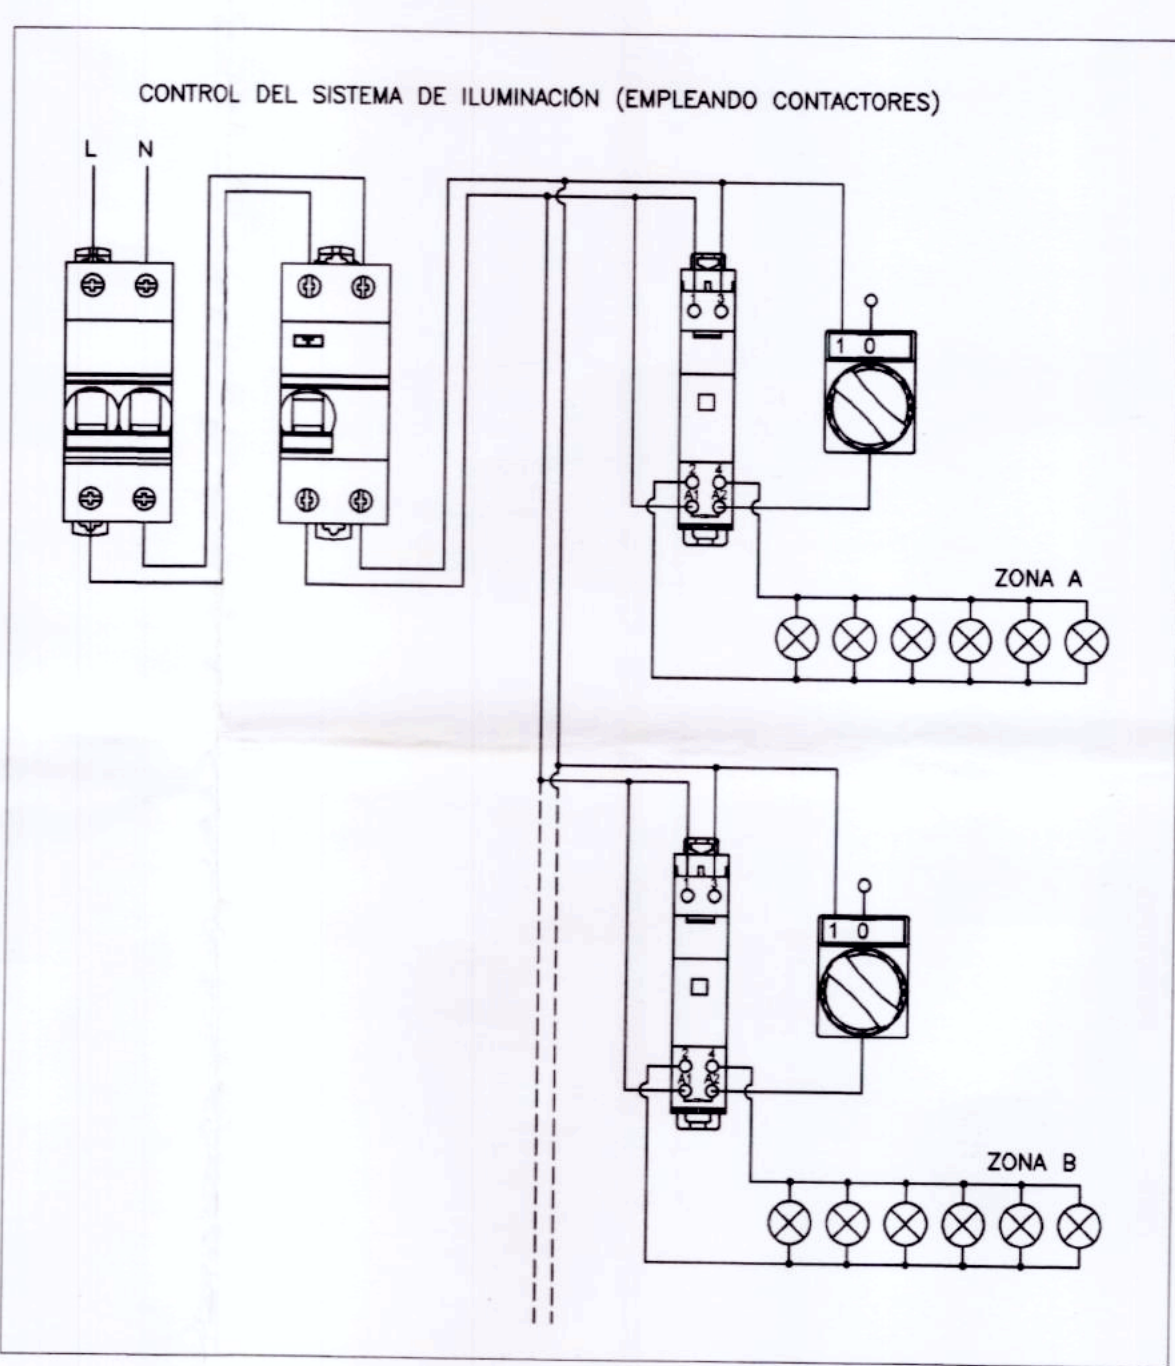 CONTROL DEL SISTEMA DE ILUMINACIÓN (EMPLEANDO CONTACTORES)
L N
1 3
1 0
2 4
A1 A2
ZONA A
1 3
1 0
2 4
A1 A2
ZONA B